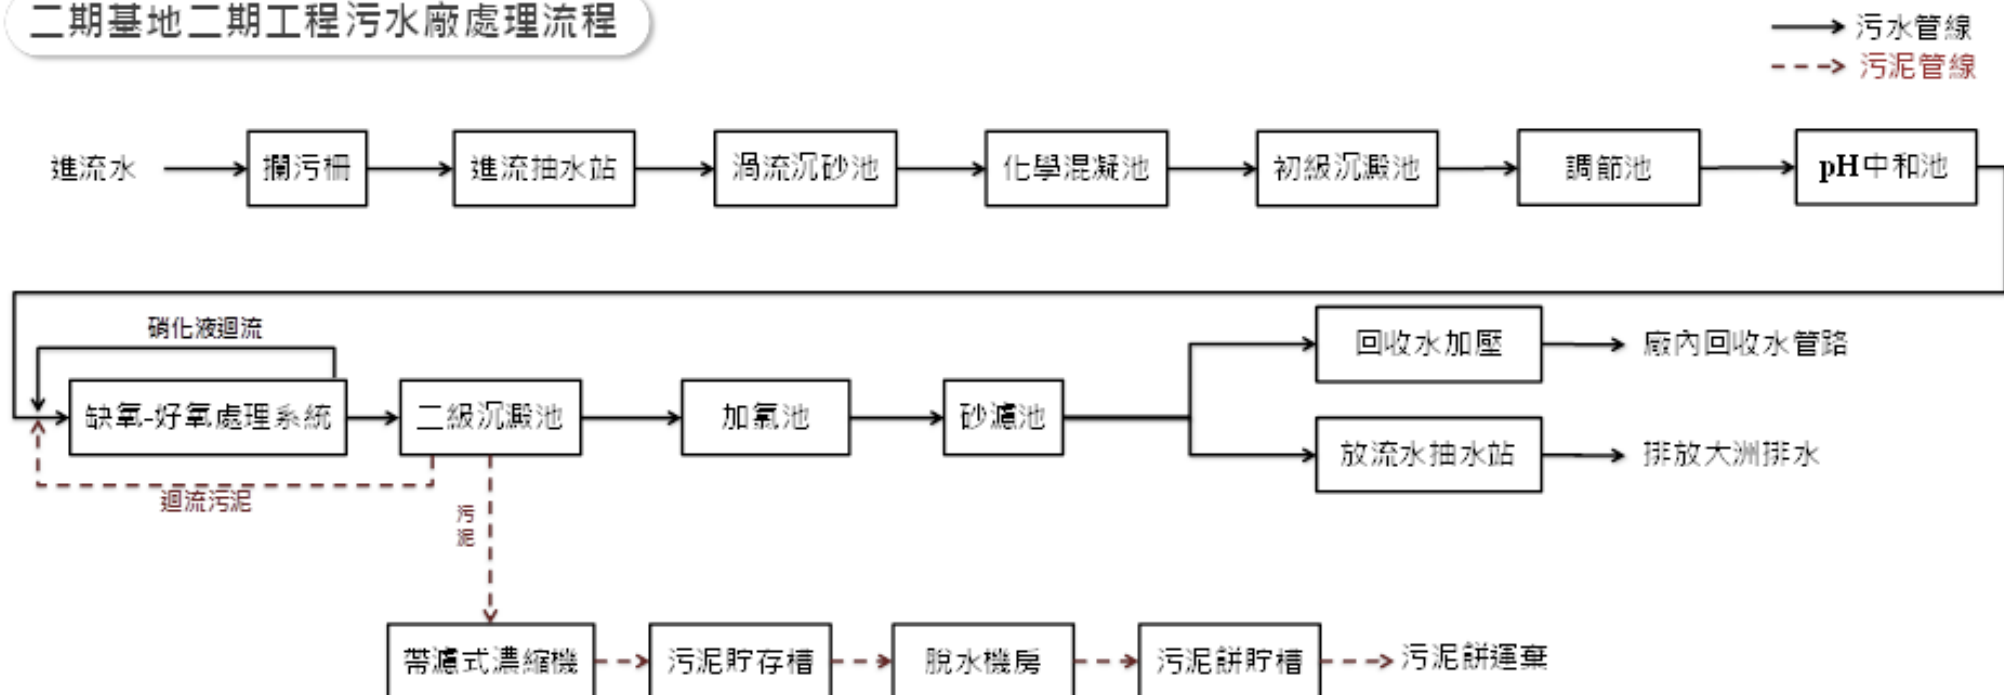 二期基地二期工程污水廠處理流程
污水管線
污泥管線
進流水
攔污柵
進流抽水站
渦流沉砂池
化學混凝池
初級沉澱池
調節池
pH中和池
硝化液迴流
缺氧-好氧處理系統
二級沉澱池
加氯池
砂濾池
回收水加壓
廠內回收水管路
放流水抽水站
排放大洲排水
迴流污泥
污泥
帶濾式濃縮機
污泥貯存槽
脫水機房
污泥餅貯槽
污泥餅運棄